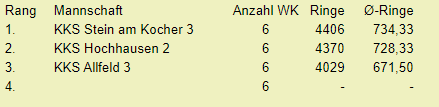 Rang Mannschaft Anzahl WK Ringe Ø-Ringe
1. KKS Stein am Kocher 3 6 4406 734,33
2. KKS Hochhausen 2 6 4370 728,33
3. KKS Allfeld 3 6 4029 671,50
4. 6 - -